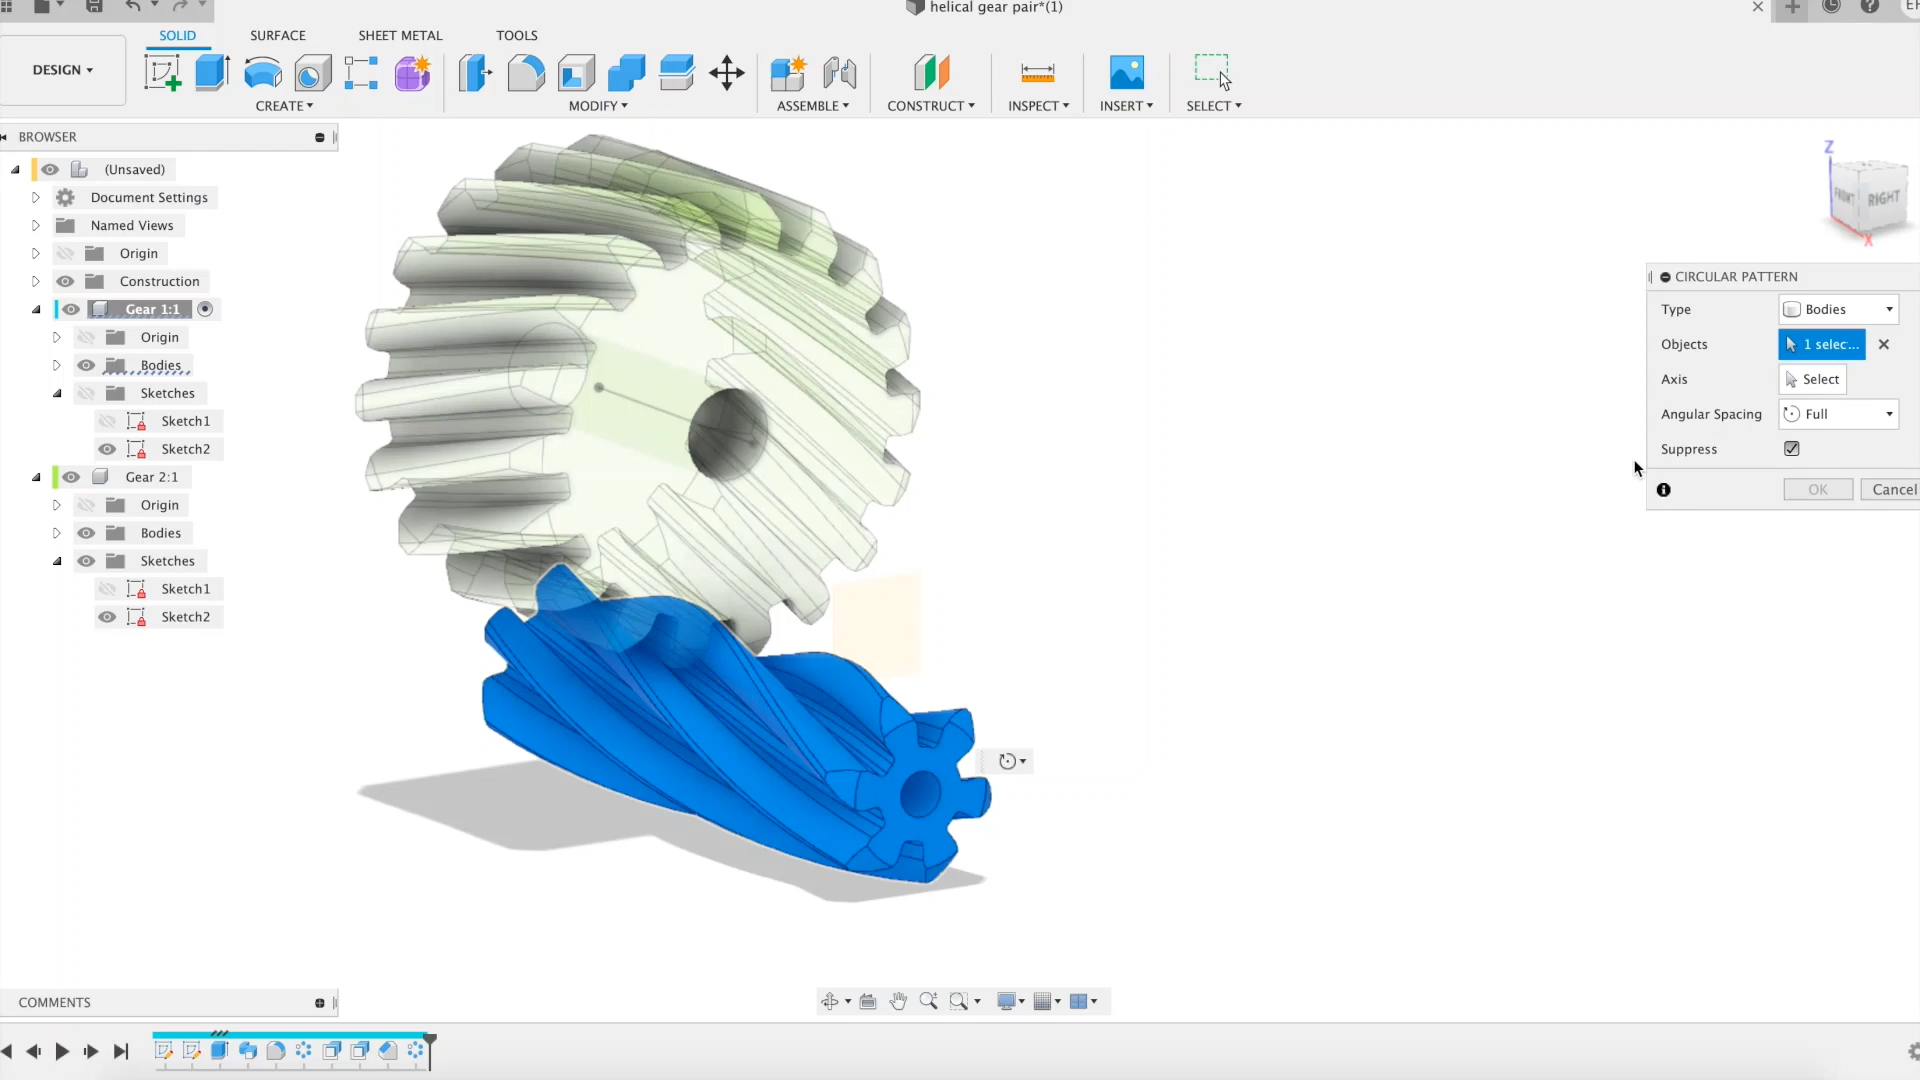 helical gear pair*(1)
EH
SOLID
SURFACE
SHEET METAL
TOOLS
DESIGN
CREATE
MODIFY
ASSEMBLE
CONSTRUCT
INSPECT
INSERT
SELECT
BROWSER
(Unsaved)
Document Settings
Named Views
Origin
Construction
Gear 1:1
Origin
Bodies
Sketches
Sketch1
Sketch2
Gear 2:1
Origin
Bodies
Sketches
Sketch1
Sketch2
Z
FRONT
RIGHT
X
CIRCULAR PATTERN
Type
Bodies
Objects
1 selec...
Axis
Select
Angular Spacing
Full
Suppress
OK
Cancel
COMMENTS